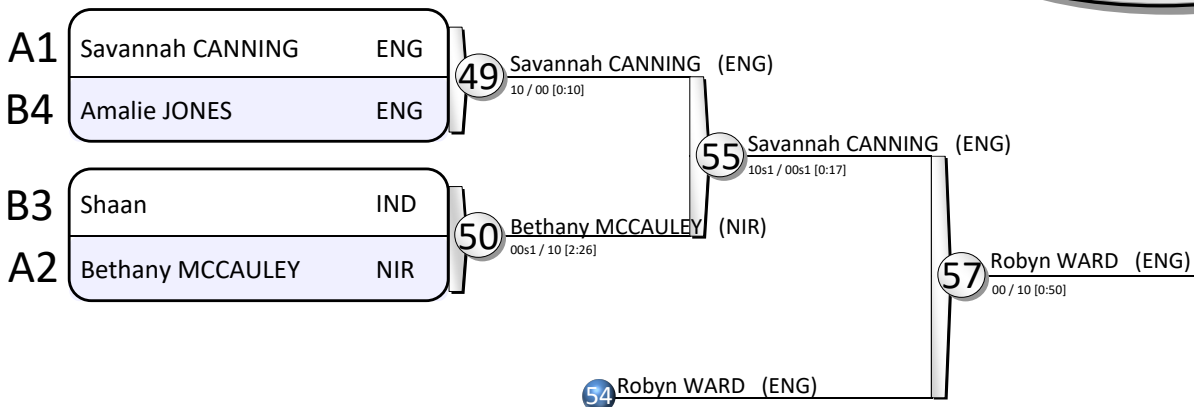 A1 Savannah CANNING ENG
B4 Amalie JONES ENG
49 Savannah CANNING (ENG)
10 / 00 [0:10]
B3 Shaan IND
A2 Bethany MCCAULEY NIR
50 Bethany MCCAULEY (NIR)
00s1 / 10 [2:26]
55 Savannah CANNING (ENG)
10s1 / 00s1 [0:17]
54 Robyn WARD (ENG)
57 Robyn WARD (ENG)
00 / 10 [0:50]